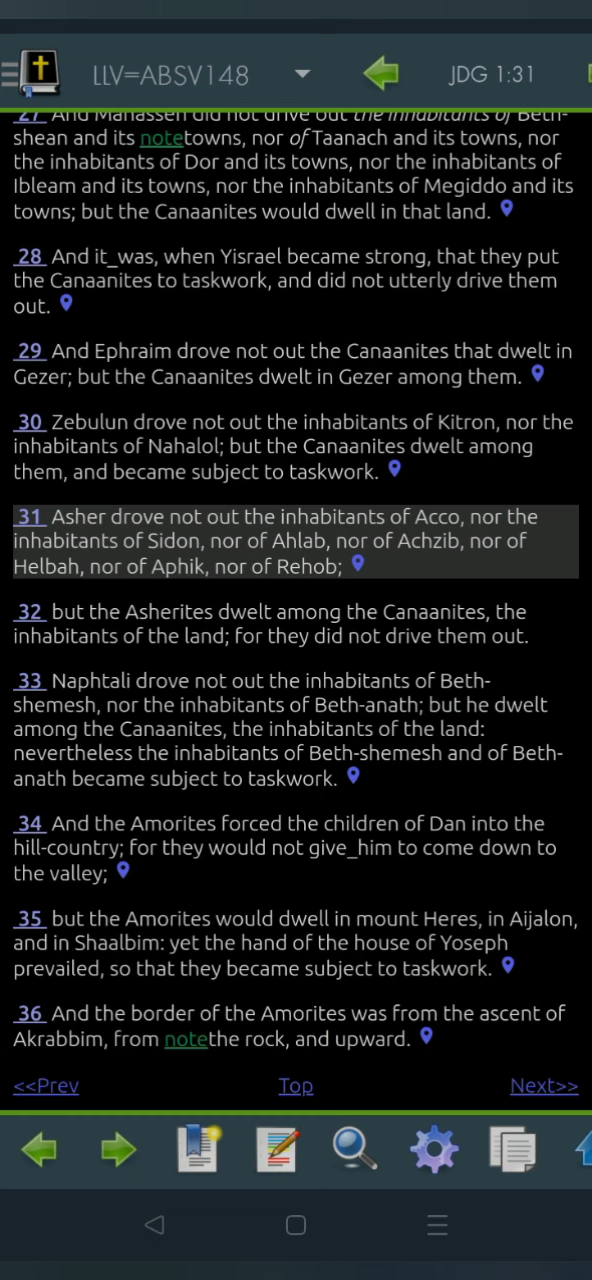 LLV=ABSV148
JDG 1:31
27 And Manasseh did not drive out the inhabitants of Beth-
shean and its notetowns, nor of Taanach and its towns, nor
the inhabitants of Dor and its towns, nor the inhabitants of
Ibleam and its towns, nor the inhabitants of Megiddo and its
towns; but the Canaanites would dwell in that land.
28 And it_was, when Yisrael became strong, that they put
the Canaanites to taskwork, and did not utterly drive them
out.
29 And Ephraim drove not out the Canaanites that dwelt in
Gezer; but the Canaanites dwelt in Gezer among them.
30 Zebulun drove not out the inhabitants of Kitron, nor the
inhabitants of Nahalol; but the Canaanites dwelt among
them, and became subject to taskwork.
31 Asher drove not out the inhabitants of Acco, nor the
inhabitants of Sidon, nor of Ahlab, nor of Achzib, nor of
Helbah, nor of Aphik, nor of Rehob;
32 but the Asherites dwelt among the Canaanites, the
inhabitants of the land; for they did not drive them out.
33 Naphtali drove not out the inhabitants of Beth-
shemesh, nor the inhabitants of Beth-anath; but he dwelt
among the Canaanites, the inhabitants of the land:
nevertheless the inhabitants of Beth-shemesh and of Beth-
anath became subject to taskwork.
34 And the Amorites forced the children of Dan into the
hill-country; for they would not give_him to come down to
the valley;
35 but the Amorites would dwell in mount Heres, in Aijalon,
and in Shaalbim: yet the hand of the house of Yoseph
prevailed, so that they became subject to taskwork.
36 And the border of the Amorites was from the ascent of
Akrabbim, from notethe rock, and upward.
<<Prev
Top
Next>>